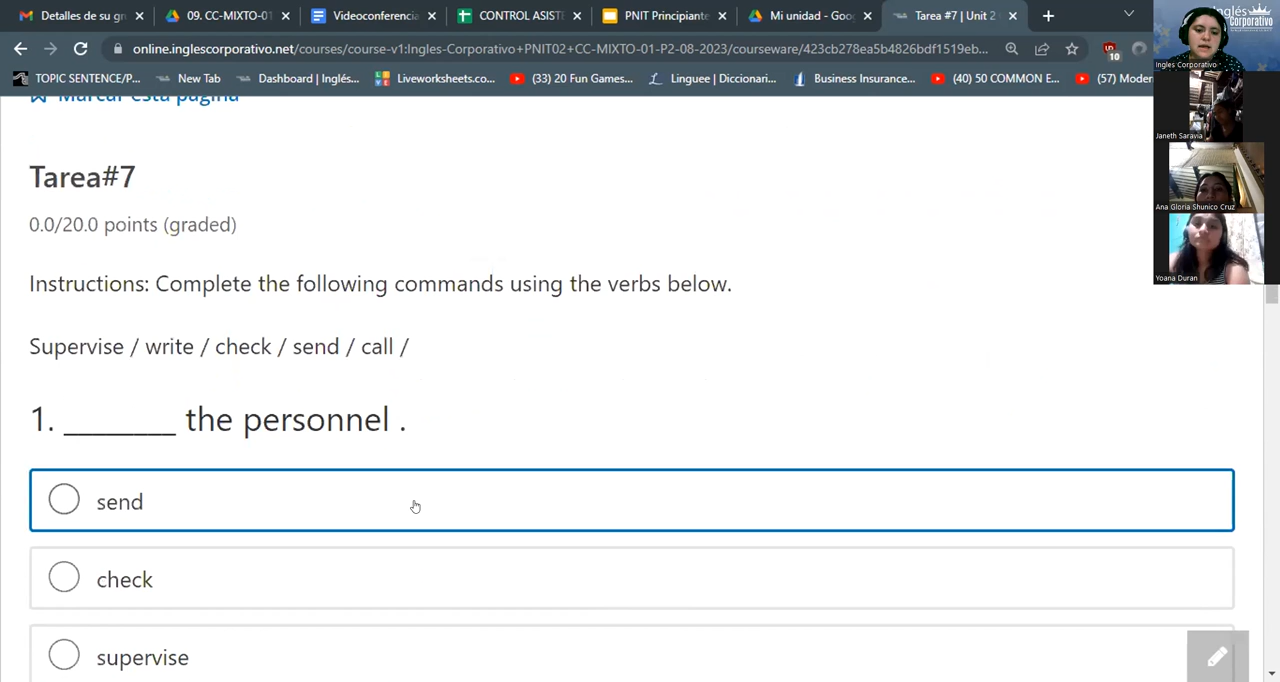 Detalles de su gr
09. CC-MIXTO-01
Videoconferencia
CONTROL ASIST
PNIT Principiante
Mi unidad - Goo
Tarea #7 | Unit 2
online.inglescorporativo.net/courses/course-v1:Ingles-Corporativo+PNIT02+CC-MIXTO-01-P2-08-2023/courseware/423cb278ea5b4826bdf1519eb...
10
TOPIC SENTENCE/P...
New Tab
Dashboard | Inglés...
Liveworksheets.co...
(33) 20 Fun Games...
Linguee | Diccionari...
Business Insurance...
(40) 50 COMMON E...
(57) Moder
Inglés
Corporativo
Ingles Corporativo
Janeth Saravia
Ana Gloria Shunico Cruz
Yoana Duran
Marcar esta página
Tarea#7
0.0/20.0 points (graded)
Instructions: Complete the following commands using the verbs below.
Supervise / write / check / send / call /
1. ________ the personnel .
send
check
supervise